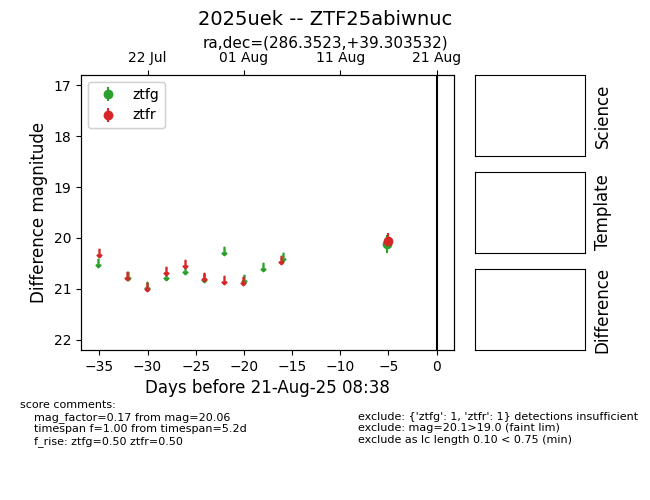 2025uek -- ZTF25abiwnuc
ra,dec=(286.3523,+39.303532)
22 Jul 01 Aug 11 Aug 21 Aug
ztfg
ztfr
17
18
19
20
21
22
Difference magnitude
−35 −30 −25 −20 −15 −10 −5 0
Days before 21-Aug-25 08:38
Science
Template
Difference
score comments:
mag_factor=0.17 from mag=20.06
timespan f=1.00 from timespan=5.2d
f_rise: ztfg=0.50 ztfr=0.50
exclude: {'ztfg': 1, 'ztfr': 1} detections insufficient
exclude: mag=20.1>19.0 (faint lim)
exclude as lc length 0.10 < 0.75 (min)